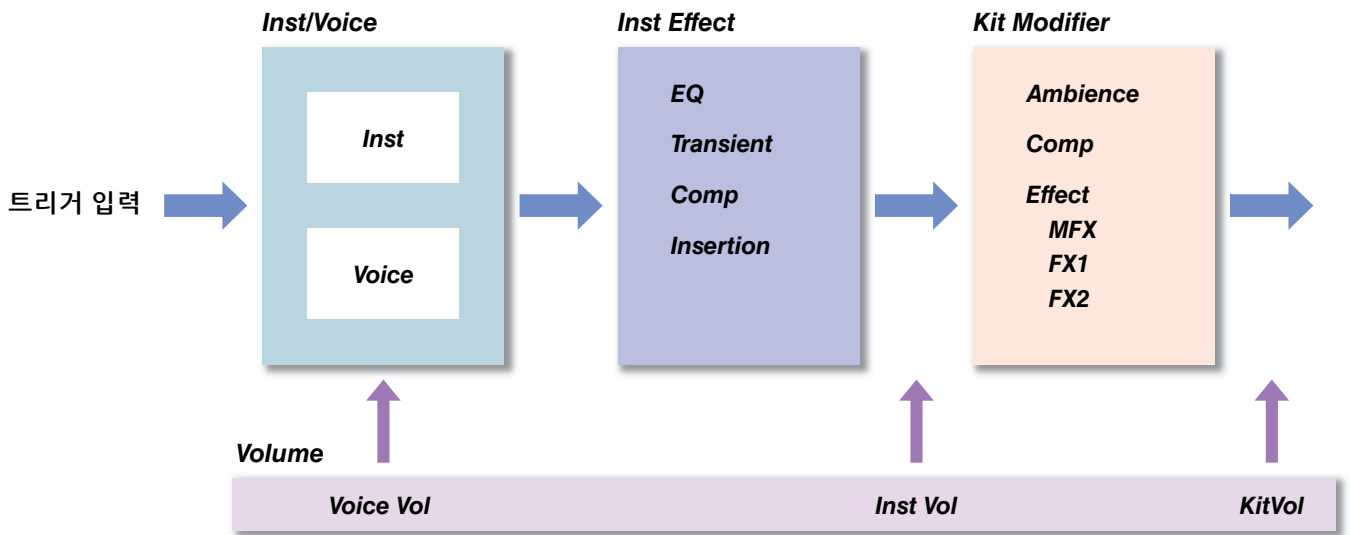 Inst/Voice
Inst Effect
Kit Modifier
트리거 입력
Inst
Voice
EQ
Transient
Comp
Insertion
Ambience
Comp
Effect
MFX
FX1
FX2
Volume
Voice Vol
Inst Vol
KitVol